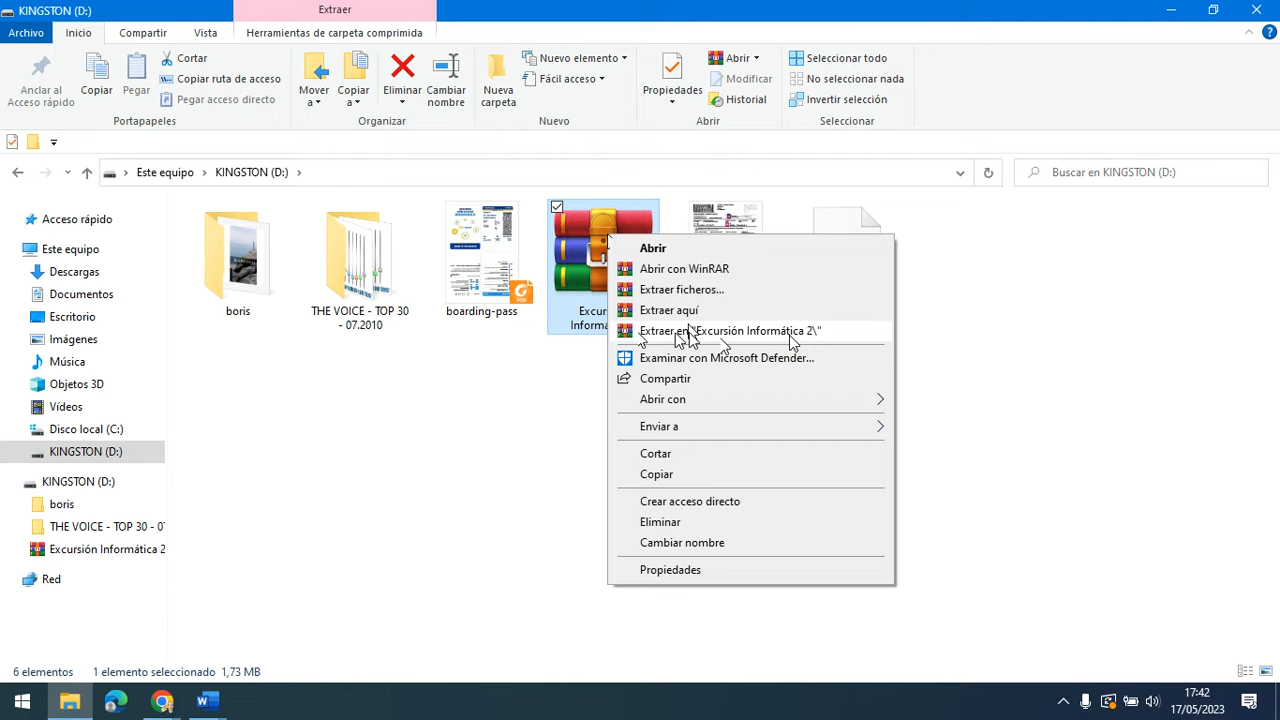 KINGSTON (D:)
Extraer
Archivo
Inicio
Compartir
Vista
Herramientas de carpeta comprimida
Anclar al
Acceso rápido
Copiar
Pegar
Cortar
Copiar ruta de acceso
Pegar acceso directo
Portapapeles
Mover
a
Copiar
a
Eliminar
Cambiar
nombre
Organizar
Nueva
carpeta
Nuevo elemento
Fácil acceso
Nuevo
Propiedades
Abrir
Modificar
Historial
Abrir
Seleccionar todo
No seleccionar nada
Invertir selección
Seleccionar
Este equipo
KINGSTON (D:)
Buscar en KINGSTON (D:)
Acceso rápido
Este equipo
Descargas
Documentos
Escritorio
Imágenes
Música
Objetos 3D
Vídeos
Disco local (C:)
KINGSTON (D:)
KINGSTON (D:)
boris
THE VOICE - TOP 30 - 07
Excursión Informática 2
Red
boris
THE VOICE - TOP 30
- 07.2010
boarding-pass
Excur
Informá
Abrir
Abrir con WinRAR
Extraer ficheros...
Extraer aquí
Extraer en "Excursión Informática 2\"
Examinar con Microsoft Defender...
Compartir
Abrir con
Enviar a
Cortar
Copiar
Crear acceso directo
Eliminar
Cambiar nombre
Propiedades
6 elementos
1 elemento seleccionado 1,73 MB
17:42
17/05/2023